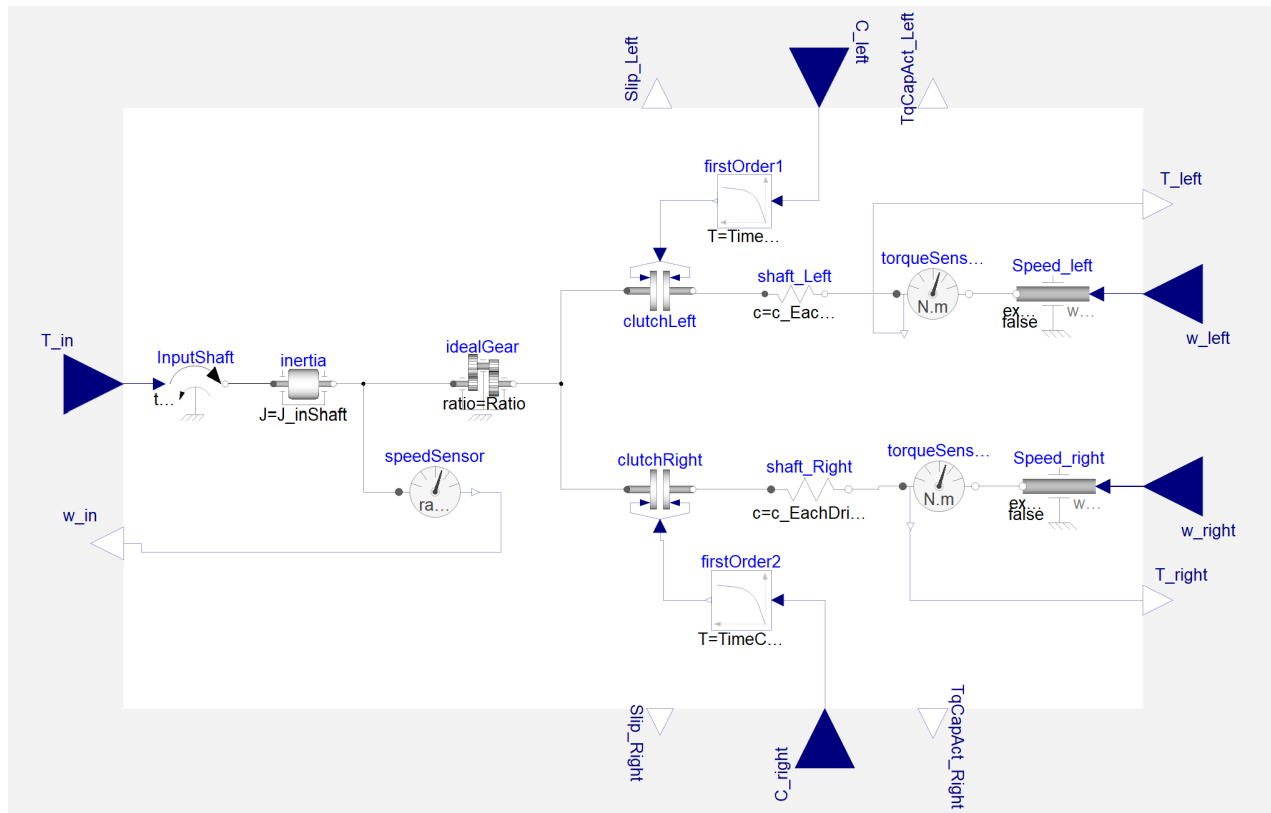 Slip_Left
C_left
TqCapAct_Left
firstOrder1
T=Time...
T_left
clutchLeft
shaft_Left
c=c_Eac...
torqueSens...
N.m
Speed_left
ex...
false
w...
w_left
T_in
InputShaft
t...
inertia
J=J_inShaft
idealGear
ratio=Ratio
speedSensor
ra...
w_in
clutchRight
shaft_Right
c=c_EachDri...
torqueSens...
N.m
Speed_right
ex...
false
w...
w_right
firstOrder2
T=TimeC...
T_right
Slip_Right
C_right
TqCapAct_Right